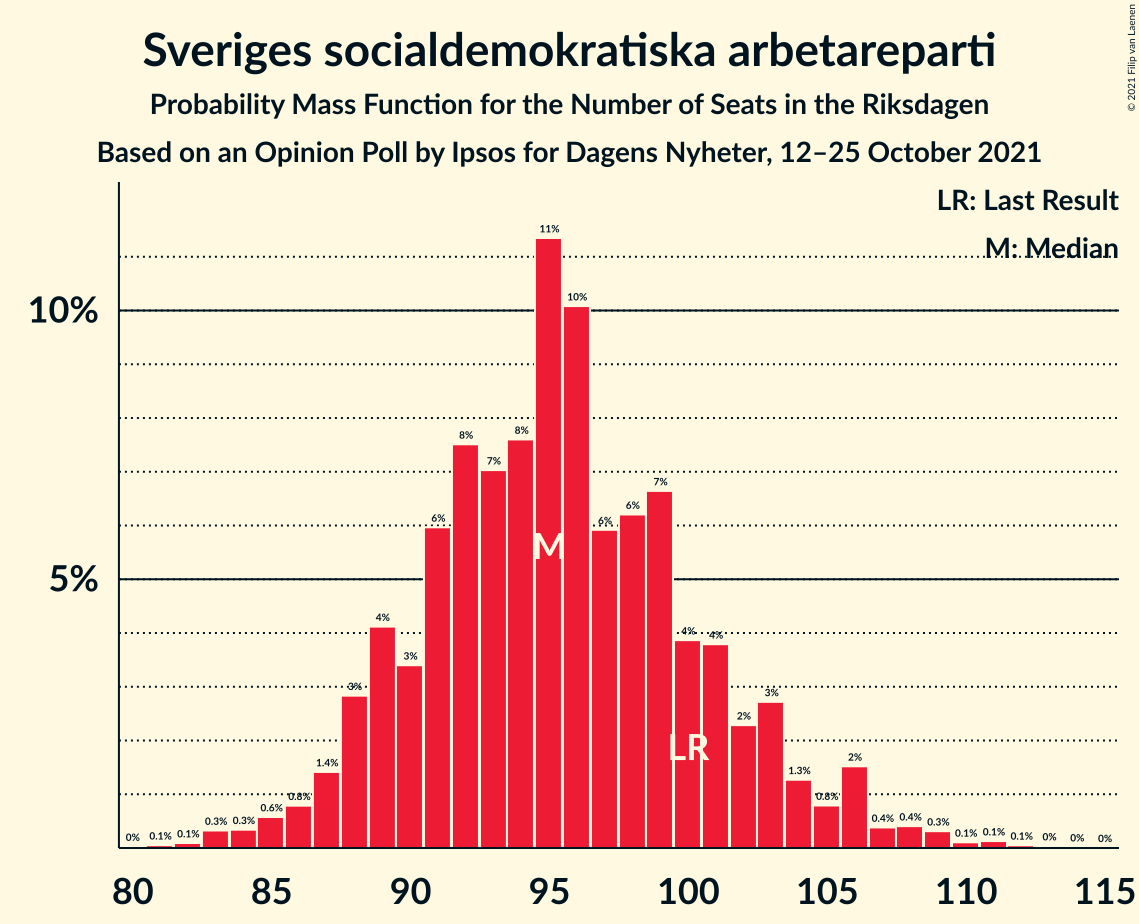 Sveriges socialdemokratiska arbetareparti
Probability Mass Function for the Number of Seats in the Riksdagen
Based on an Opinion Poll by Ipsos for Dagens Nyheter, 12–25 October 2021
© 2021 Filip van Laenen
LR: Last Result
M: Median
10%
5%
0% 0.1% 0.1% 0.3% 0.3% 0.6% 0.8% 1.4% 3% 4% 3% 6% 8% 7% 8% 11% 10% 6% 6% 7% 4% 4% 2% 3% 1.3% 0.8% 2% 0.4% 0.4% 0.3% 0.1% 0.1% 0.1% 0% 0% 0%
M
LR
80 85 90 95 100 105 110 115